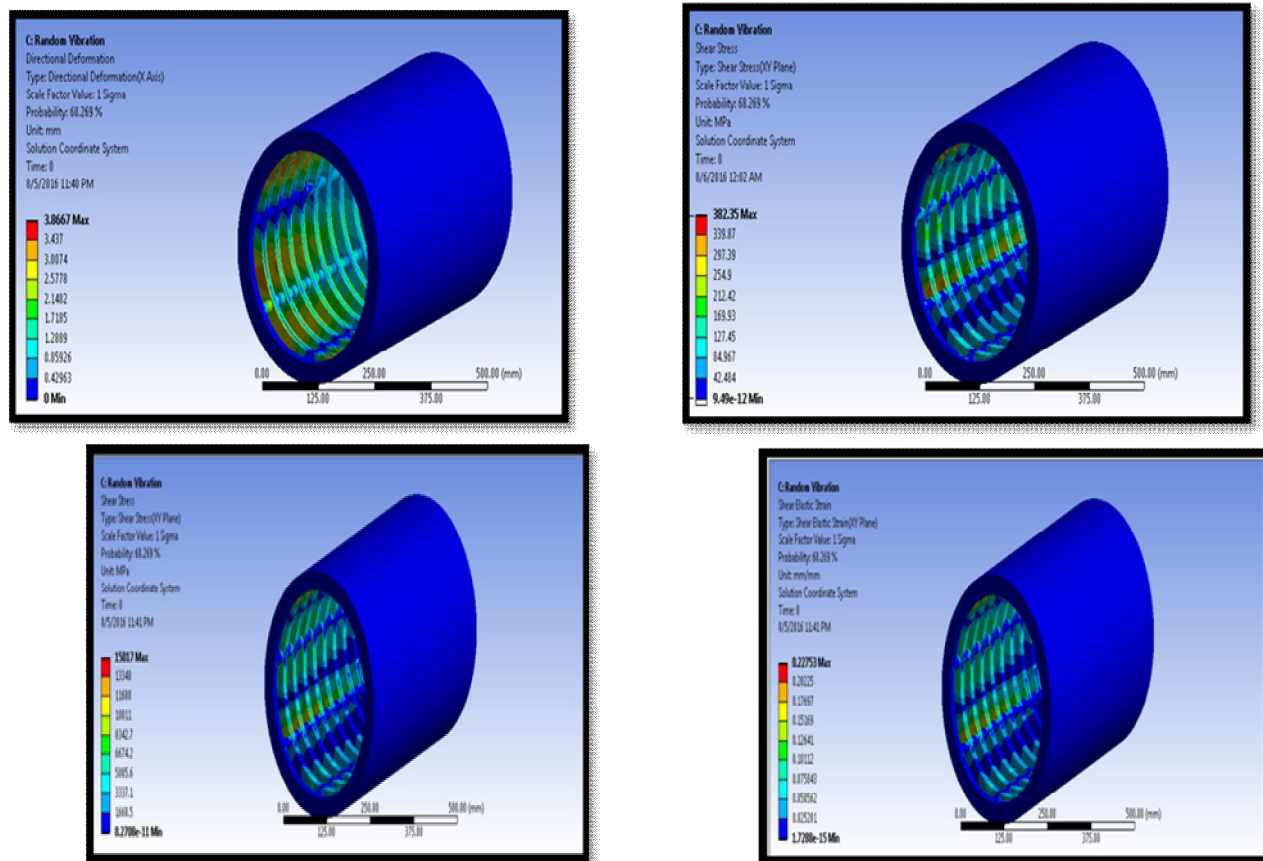 C: Random Vibration
Directional Deformation
Type: Directional Deformation(X Axis)
Scale Factor Value: 1 Sigma
Probability: 68.269 %
Unit: mm
Solution Coordinate System
Time: 0
8/5/2016 11:40 PM
3.8667 Max
3.437
3.0074
2.5778
2.1482
1.7185
1.2889
0.85926
0.42963
0 Min
0.00 250.00 500.00 (mm)
125.00 375.00
C: Random Vibration
Shear Stress
Type: Shear Stress(XY Plane)
Scale Factor Value: 1 Sigma
Probability: 68.269 %
Unit: MPa
Solution Coordinate System
Time: 0
8/6/2016 12:02 AM
382.35 Max
339.87
297.39
254.9
212.42
169.93
127.45
84.967
42.484
9.49e-12 Min
0.00 250.00 500.00 (mm)
125.00 375.00
C: Random Vibration
Shear Stress
Type: Shear Stress(XY Plane)
Scale Factor Value: 1 Sigma
Probability: 68.269 %
Unit: MPa
Solution Coordinate System
Time: 0
8/5/2016 11:41 PM
15017 Max
13348
11680
10011
8342.7
6674.2
5005.6
3337.1
1668.5
8.2708e-11 Min
0.00 250.00 500.00 (mm)
125.00 375.00
C: Random Vibration
Shear Elastic Strain
Type: Shear Elastic Strain(XY Plane)
Scale Factor Value: 1 Sigma
Probability: 68.269 %
Unit: mm/mm
Solution Coordinate System
Time: 0
8/5/2016 11:41 PM
0.22753 Max
0.20225
0.17697
0.15169
0.12641
0.10112
0.075843
0.050562
0.025281
1.7288e-15 Min
0.00 250.00 500.00 (mm)
125.00 375.00